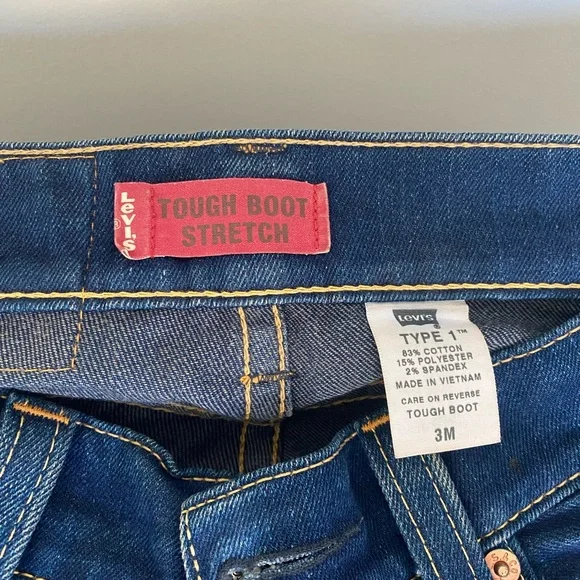 Levi's
®
TOUGH BOOT
STRETCH
Levi's
TYPE 1™
83% COTTON
15% POLYESTER
2% SPANDEX
MADE IN VIETNAM
CARE ON REVERSE
TOUGH BOOT
3M